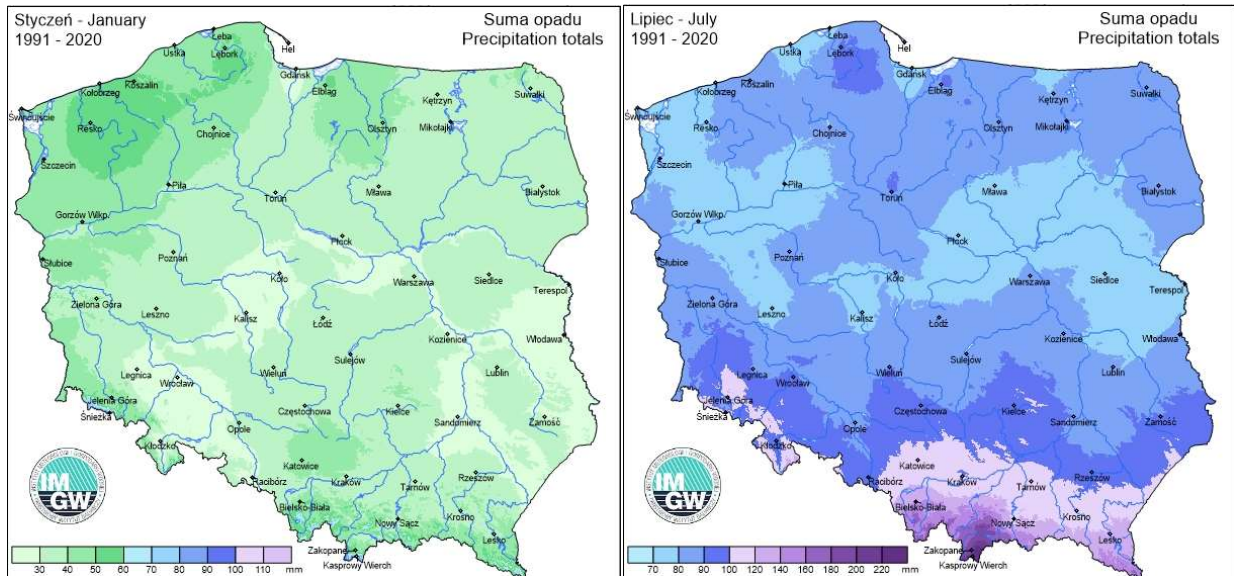 Styczeń - January
1991 - 2020
Suma opadu
Precipitation totals
Łeba
Hel
Ustka
Lębork
Gdańsk
Koszalin
Kołobrzeg
Elbląg
Kętrzyn
Suwałki
Świnoujście
Resko
Chojnice
Olsztyn
Mikołajki
Szczecin
Piła
Toruń
Mława
Białystok
Gorzów Wlkp.
Płock
Słubice
Poznań
Koło
Warszawa
Siedlce
Terespol
Zielona Góra
Leszno
Kalisz
Łódź
Kozienice
Włodawa
Sulejów
Legnica
Wrocław
Wieluń
Lublin
Jelenia Góra
Śnieżka
Częstochowa
Kielce
Opole
Sandomierz
Zamość
Kłodzko
Katowice
Racibórz
Kraków
Tarnów
Rzeszów
Bielsko-Biała
Nowy Sącz
Krosno
Lesko
Zakopane
Kasprowy Wierch
IM
GW
30 40 50 60 70 80 90 100 110 mm
Lipiec - July
1991 - 2020
Suma opadu
Precipitation totals
Łeba
Hel
Ustka
Lębork
Gdańsk
Koszalin
Kołobrzeg
Elbląg
Kętrzyn
Suwałki
Świnoujście
Resko
Chojnice
Olsztyn
Mikołajki
Szczecin
Piła
Toruń
Mława
Białystok
Gorzów Wlkp.
Płock
Słubice
Poznań
Koło
Warszawa
Siedlce
Terespol
Zielona Góra
Leszno
Kalisz
Łódź
Kozienice
Włodawa
Sulejów
Legnica
Wrocław
Wieluń
Lublin
Jelenia Góra
Śnieżka
Częstochowa
Kielce
Opole
Sandomierz
Zamość
Kłodzko
Katowice
Racibórz
Kraków
Tarnów
Rzeszów
Bielsko-Biała
Nowy Sącz
Krosno
Lesko
Zakopane
Kasprowy Wierch
IM
GW
70 80 90 100 120 140 160 180 200 220 mm